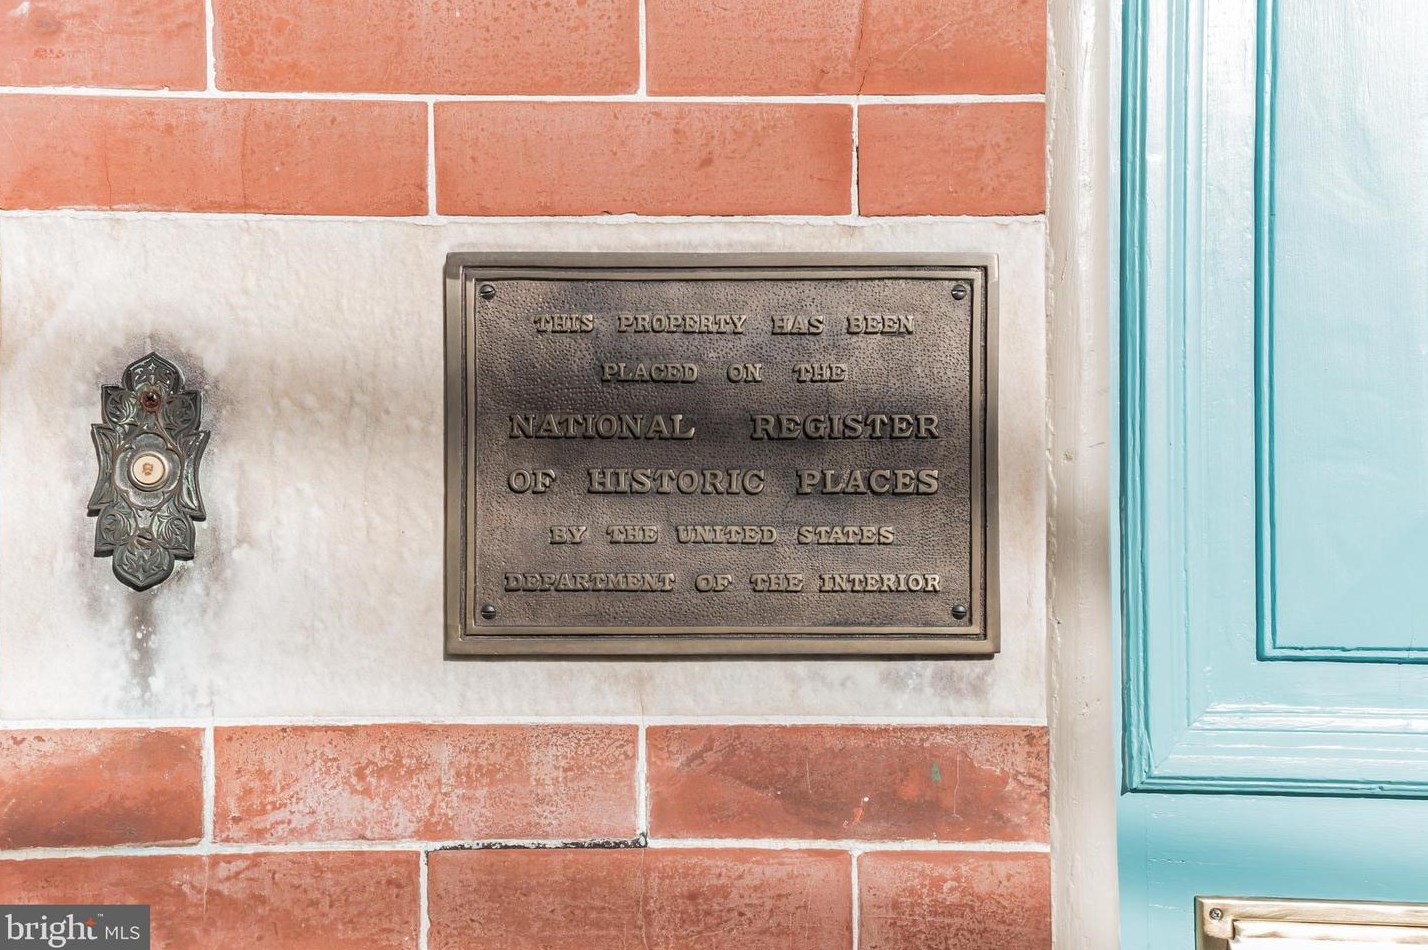 THIS PROPERTY HAS BEEN
PLACED ON THE
NATIONAL REGISTER
OF HISTORIC PLACES
BY THE UNITED STATES
DEPARTMENT OF THE INTERIOR
bright™ MLS